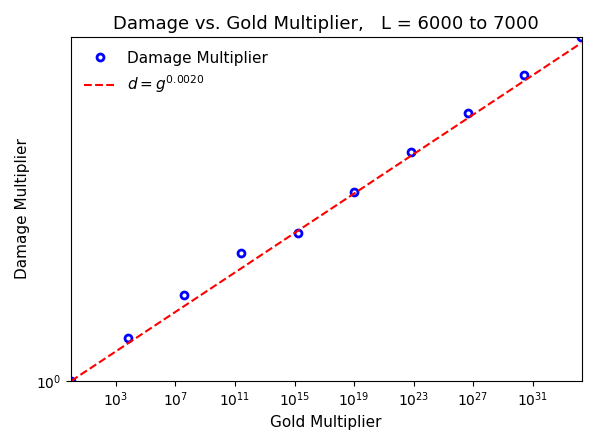 Damage vs. Gold Multiplier,   L = 6000 to 7000
Damage Multiplier
d = g^0.0020
Damage Multiplier
10^0
10^3 10^7 10^11 10^15 10^19 10^23 10^27 10^31
Gold Multiplier